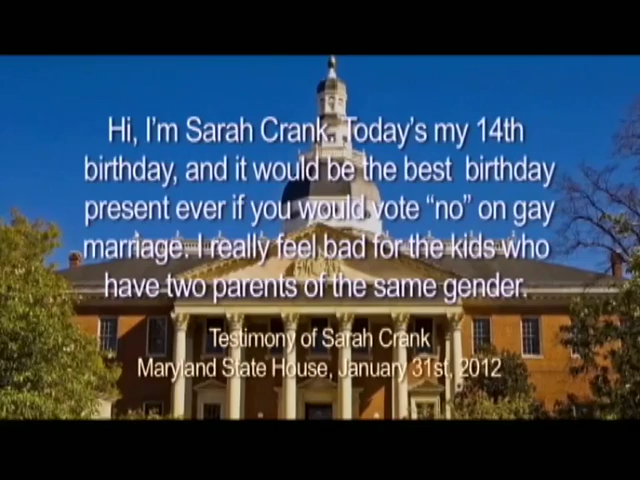 Hi, I'm Sarah Crank. Today's my 14th
birthday, and it would be the best birthday
present ever if you would vote "no" on gay
marriage. I really feel bad for the kids who
have two parents of the same gender.
Testimony of Sarah Crank
Maryland State House, January 31st, 2012